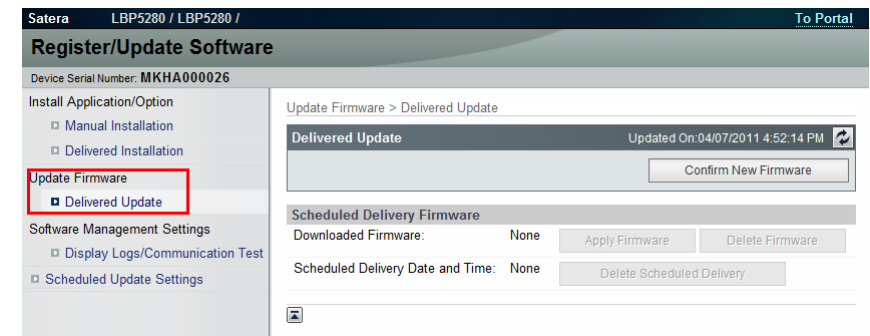 Satera LBP5280 / LBP5280 / To Portal
Register/Update Software
Device Serial Number: MKHA000026
Install Application/Option
Manual Installation
Delivered Installation
Update Firmware
Delivered Update
Software Management Settings
Display Logs/Communication Test
Scheduled Update Settings
Update Firmware > Delivered Update
Delivered Update Updated On:04/07/2011 4:52:14 PM
Confirm New Firmware
Scheduled Delivery Firmware
Downloaded Firmware: None Apply Firmware Delete Firmware
Scheduled Delivery Date and Time: None Delete Scheduled Delivery